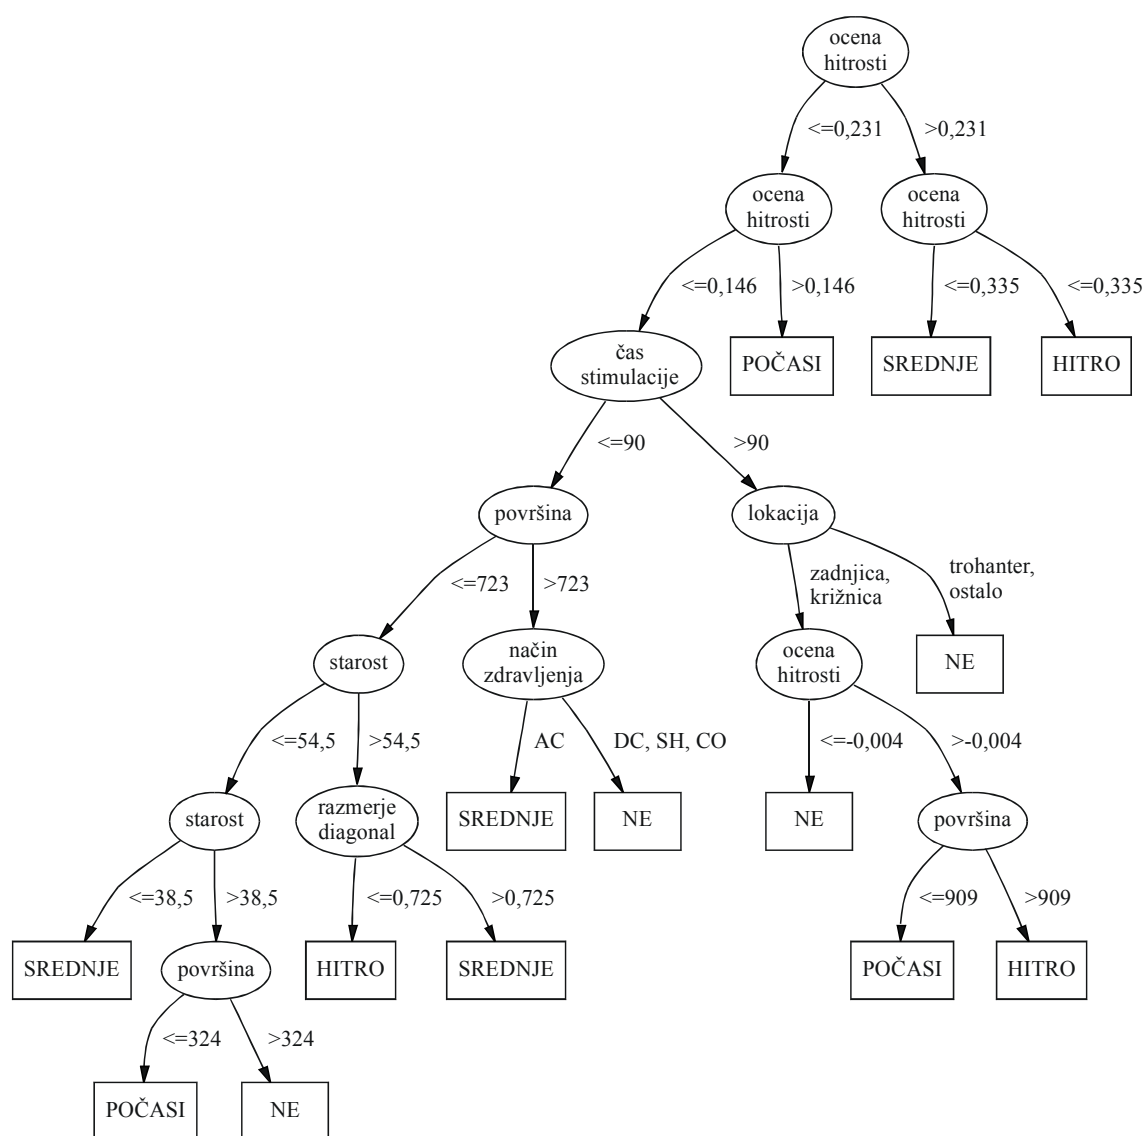 ocena
hitrosti
<=0,231
>0,231
ocena
hitrosti
ocena
hitrosti
<=0,146
>0,146
<=0,335
<=0,335
čas
stimulacije
POČASI
SREDNJE
HITRO
<=90
>90
površina
lokacija
<=723
>723
zadnjica,
križnica
trohanter,
ostalo
starost
način
zdravljenja
ocena
hitrosti
NE
<=54,5
>54,5
AC
DC, SH, CO
<=-0,004
>-0,004
starost
razmerje
diagonal
SREDNJE
NE
NE
površina
<=38,5
>38,5
<=0,725
>0,725
<=909
>909
SREDNJE
površina
HITRO
SREDNJE
POČASI
HITRO
<=324
>324
POČASI
NE